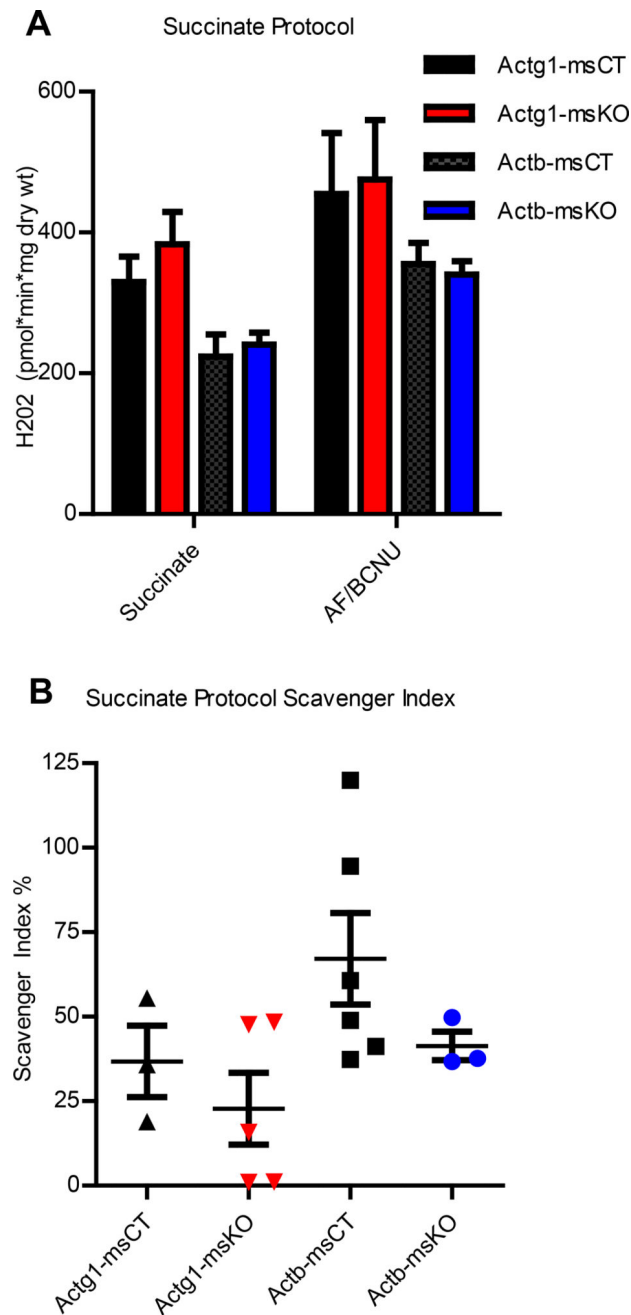 A
Succinate Protocol
Actg1-msCT
Actg1-msKO
Actb-msCT
Actb-msKO
H202 (pmol*min*mg dry wt)
600
400
200
0
Succinate
AF/BCNU
B
Succinate Protocol Scavenger Index
Scavenger Index %
125
100
75
50
25
0
Actg1-msCT
Actg1-msKO
Actb-msCT
Actb-msKO